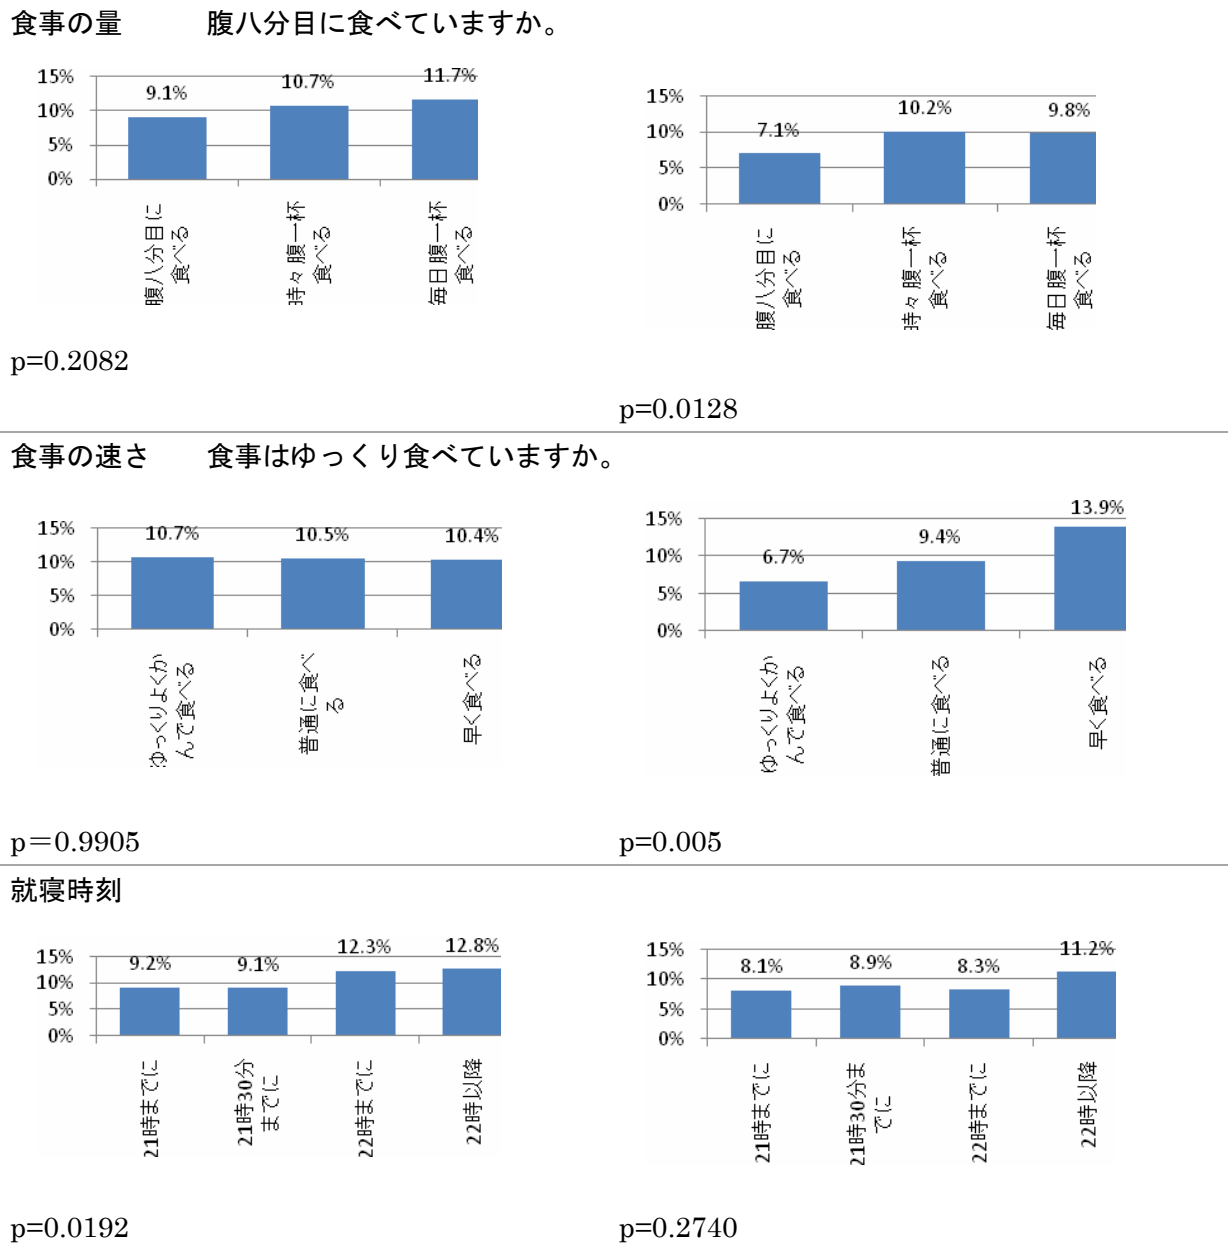 食事の量　　　腹八分目に食べていますか。
15%
10%
5%
0%
9.1%
10.7%
11.7%
腹八分目に
食べる
時々腹一杯
食べる
毎日腹一杯
食べる
p=0.2082
15%
10%
5%
0%
7.1%
10.2%
9.8%
腹八分目に
食べる
時々腹一杯
食べる
毎日腹一杯
食べる
p=0.0128
食事の速さ　　食事はゆっくり食べていますか。
15%
10%
5%
0%
10.7%
10.5%
10.4%
ゆっくりよくか
んで食べる
普通に食べ
る
早く食べる
p＝0.9905
15%
10%
5%
0%
6.7%
9.4%
13.9%
ゆっくりよくか
んで食べる
普通に食べる
早く食べる
p=0.005
就寝時刻
15%
10%
5%
0%
9.2%
9.1%
12.3%
12.8%
21時までに
21時30分
までに
22時までに
22時以降
p=0.0192
15%
10%
5%
0%
8.1%
8.9%
8.3%
11.2%
21時までに
21時30分ま
でに
22時までに
22時以降
p=0.2740